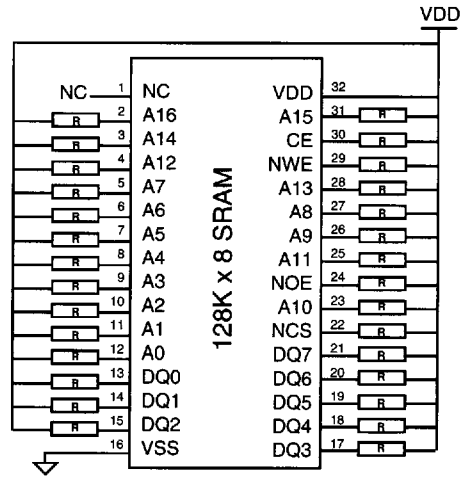 VDD
NC 1 NC VDD 32
R 2 A16 A15 31 R
R 3 A14 CE 30 R
R 4 A12 NWE 29 R
R 5 A7 A13 28 R
R 6 A6 A8 27 R
R 7 A5 A9 26 R
R 8 A4 A11 25 R
R 9 A3 NOE 24 R
R 10 A2 A10 23 R
R 11 A1 NCS 22 R
R 12 A0 DQ7 21 R
R 13 DQ0 DQ6 20 R
R 14 DQ1 DQ5 19 R
R 15 DQ2 DQ4 18 R
16 VSS DQ3 17 R
128K x 8 SRAM